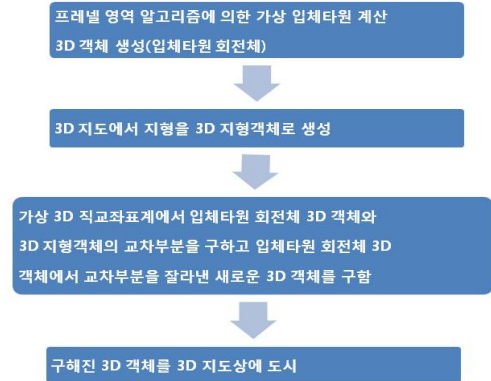 프레넬 영역 알고리즘에 의한 가상 입체타원 계산
3D 객체 생성(입체타원 회전체)
3D 지도에서 지형을 3D 지형객체로 생성
가상 3D 직교좌표계에서 입체타원 회전체 3D 객체와
3D 지형객체의 교차부분을 구하고 입체타원 회전체 3D
객체에서 교차부분을 잘라낸 새로운 3D 객체를 구함
구해진 3D 객체를 3D 지도상에 도시